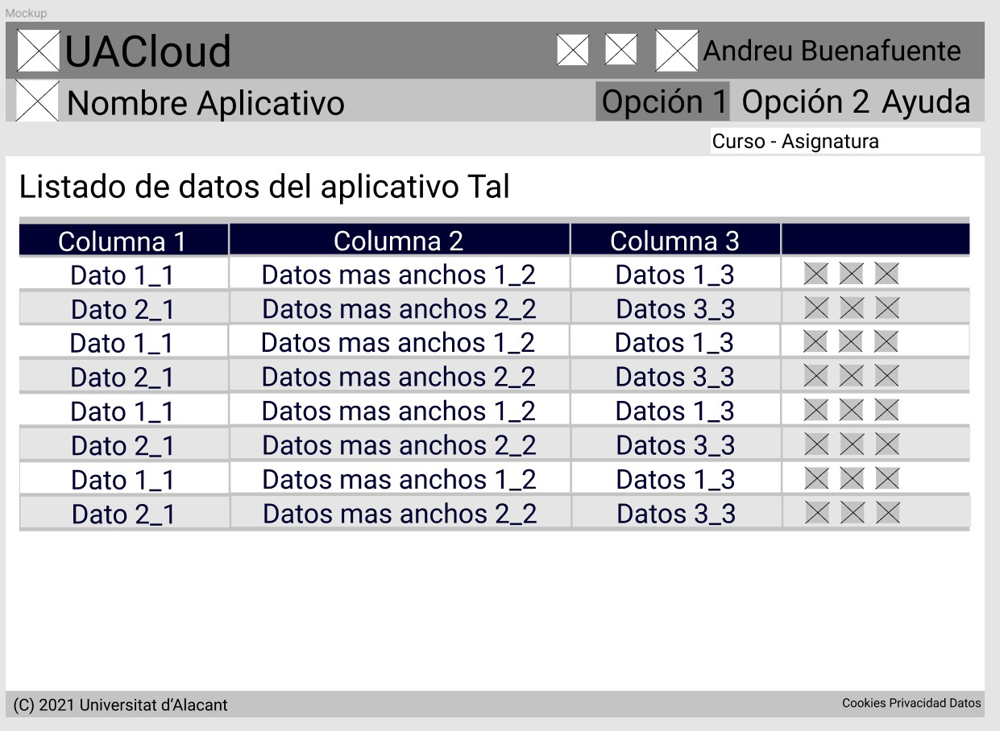 Mockup
UACloud Andreu Buenafuente
Nombre Aplicativo Opción 1 Opción 2 Ayuda
Curso - Asignatura
Listado de datos del aplicativo Tal
Columna 1 Columna 2 Columna 3
Dato 1_1 Datos mas anchos 1_2 Datos 1_3
Dato 2_1 Datos más anchos 2_2 Datos 3_3
Dato 1_1 Datos mas anchos 1_2 Datos 1_3
Dato 2_1 Datos mas anchos 2_2 Datos 3_3
Dato 1_1 Datos mas anchos 1_2 Datos 1_3
Dato 2_1 Datos mas anchos 2_2 Datos 3_3
Dato 1_1 Datos mas anchos 1_2 Datos 1_3
Dato 2_1 Datos mas anchos 2_2 Datos 3_3
(C) 2021 Universitat d’Alacant Cookies Privacidad Datos